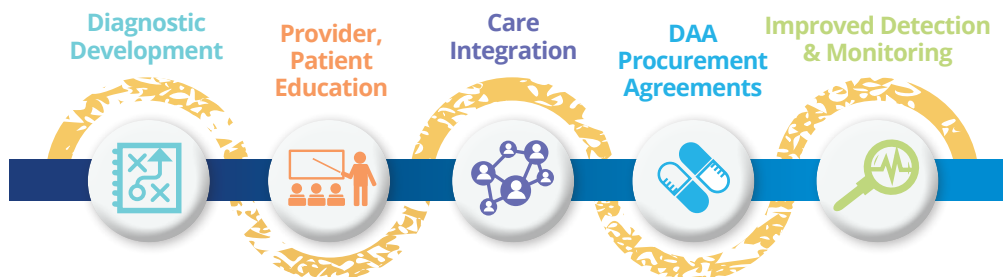 Diagnostic
Development
Provider,
Patient
Education
Care
Integration
DAA
Procurement
Agreements
Improved Detection
& Monitoring